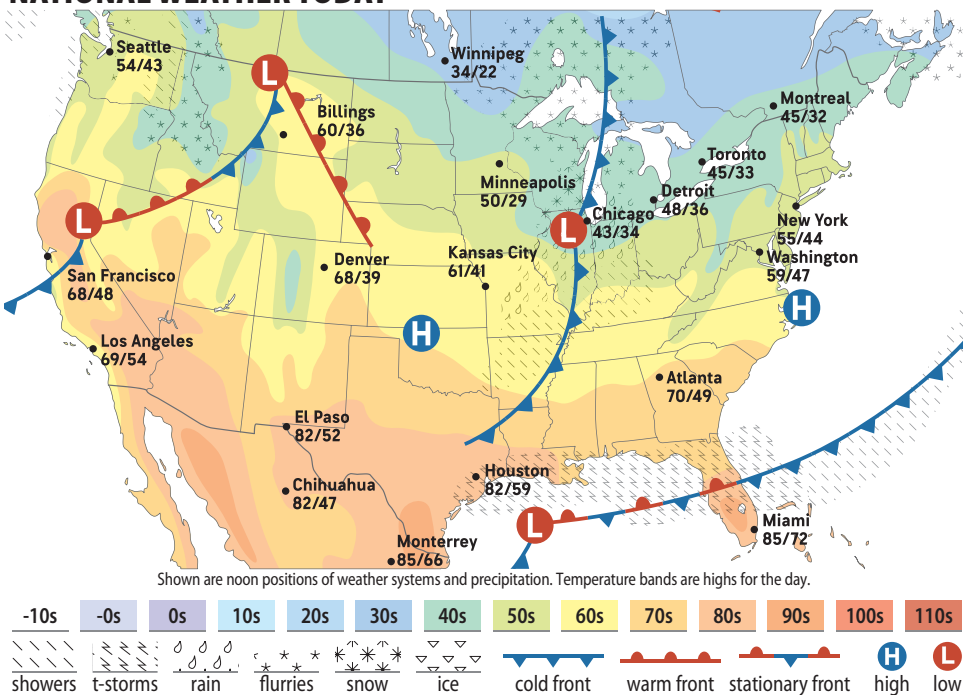 NATIONAL WEATHER TODAY
Seattle
54/43
L
Winnipeg
34/22
Billings
60/36
Montreal
45/32
Toronto
45/33
Minneapolis
50/29
Detroit
48/36
L
Chicago
43/34
L
New York
55/44
Kansas City
61/41
Washington
59/47
Denver
68/39
San Francisco
68/48
H
H
Los Angeles
69/54
Atlanta
70/49
El Paso
82/52
Houston
82/59
Chihuahua
82/47
L
Miami
85/72
Monterrey
85/66
Shown are noon positions of weather systems and precipitation. Temperature bands are highs for the day.
-10s -0s 0s 10s 20s 30s 40s 50s 60s 70s 80s 90s 100s 110s
H L
showers t-storms rain flurries snow ice cold front warm front stationary front high low